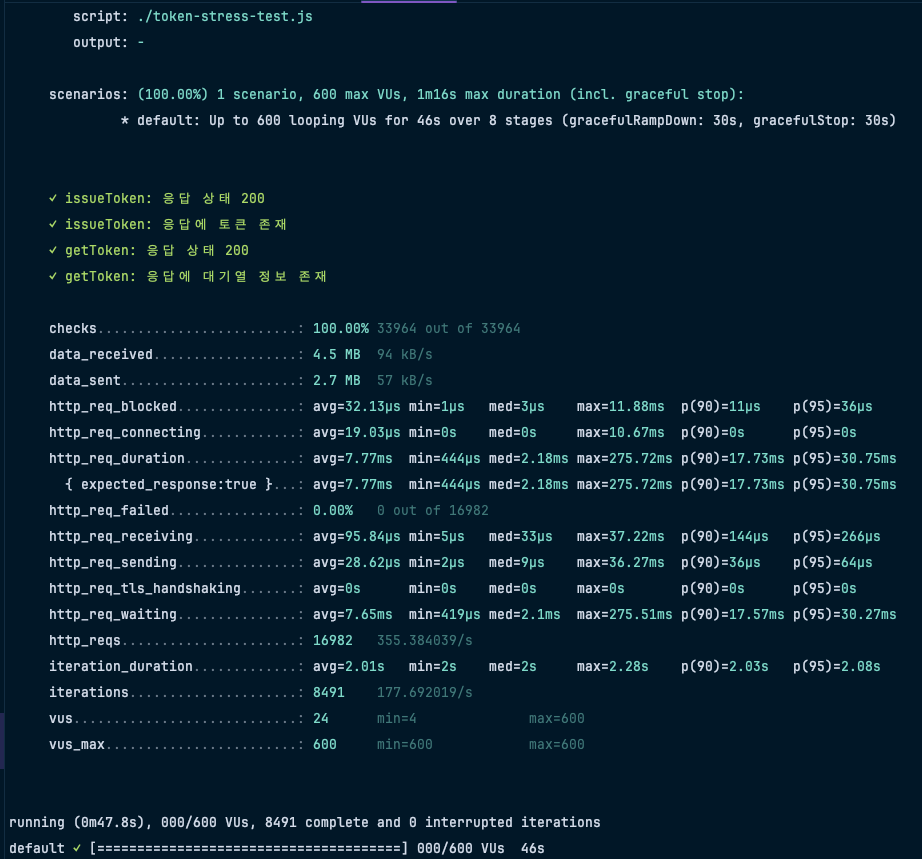 script: ./token-stress-test.js
output: -
scenarios: (100.00%) 1 scenario, 600 max VUs, 1m16s max duration (incl. graceful stop):
* default: Up to 600 looping VUs for 46s over 8 stages (gracefulRampDown: 30s, gracefulStop: 30s)
✓ issueToken: 응답 상태 200
✓ issueToken: 응답에 토큰 존재
✓ getToken: 응답 상태 200
✓ getToken: 응답에 대기열 정보 존재
checks.........................: 100.00% 33964 out of 33964
data_received..................: 4.5 MB 94 kB/s
data_sent......................: 2.7 MB 57 kB/s
http_req_blocked...............: avg=32.13µs min=1µs med=3µs max=11.88ms p(90)=11µs p(95)=36µs
http_req_connecting............: avg=19.03µs min=0s med=0s max=10.67ms p(90)=0s p(95)=0s
http_req_duration..............: avg=7.77ms min=444µs med=2.18ms max=275.72ms p(90)=17.73ms p(95)=30.75ms
{ expected_response:true }...: avg=7.77ms min=444µs med=2.18ms max=275.72ms p(90)=17.73ms p(95)=30.75ms
http_req_failed................: 0.00% 0 out of 16982
http_req_receiving.............: avg=95.84µs min=5µs med=33µs max=37.22ms p(90)=144µs p(95)=266µs
http_req_sending...............: avg=28.62µs min=2µs med=9µs max=36.27ms p(90)=36µs p(95)=64µs
http_req_tls_handshaking.......: avg=0s min=0s med=0s max=0s p(90)=0s p(95)=0s
http_req_waiting...............: avg=7.65ms min=419µs med=2.1ms max=275.51ms p(90)=17.57ms p(95)=30.27ms
http_reqs......................: 16982 355.384039/s
iteration_duration.............: avg=2.01s min=2s med=2s max=2.28s p(90)=2.03s p(95)=2.08s
iterations.....................: 8491 177.692019/s
vus............................: 24 min=4 max=600
vus_max........................: 600 min=600 max=600
running (0m47.8s), 000/600 VUs, 8491 complete and 0 interrupted iterations
default ✓ [======================================] 000/600 VUs 46s